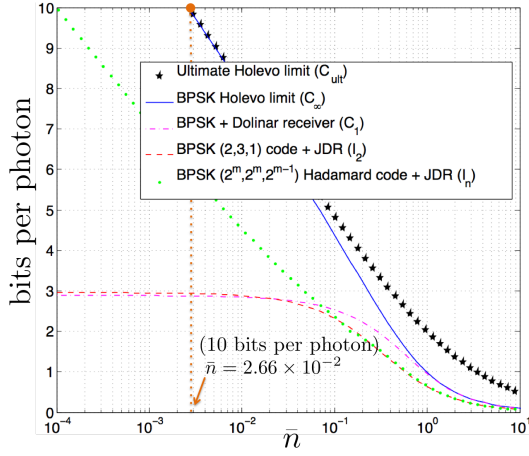 10
9
8
7
6
5
4
3
2
1
0
bits per photon
Ultimate Holevo limit (C_ult)
BPSK Holevo limit (C_∞)
BPSK + Dolinar receiver (C_1)
BPSK (2,3,1) code + JDR (I_2)
BPSK (2^m,2^m,2^{m-1}) Hadamard code + JDR (I_n)
(10 bits per photon)
n̄ = 2.66 × 10^{-2}
10^{-4}
10^{-3}
10^{-2}
10^{-1}
10^0
10^1
n̄